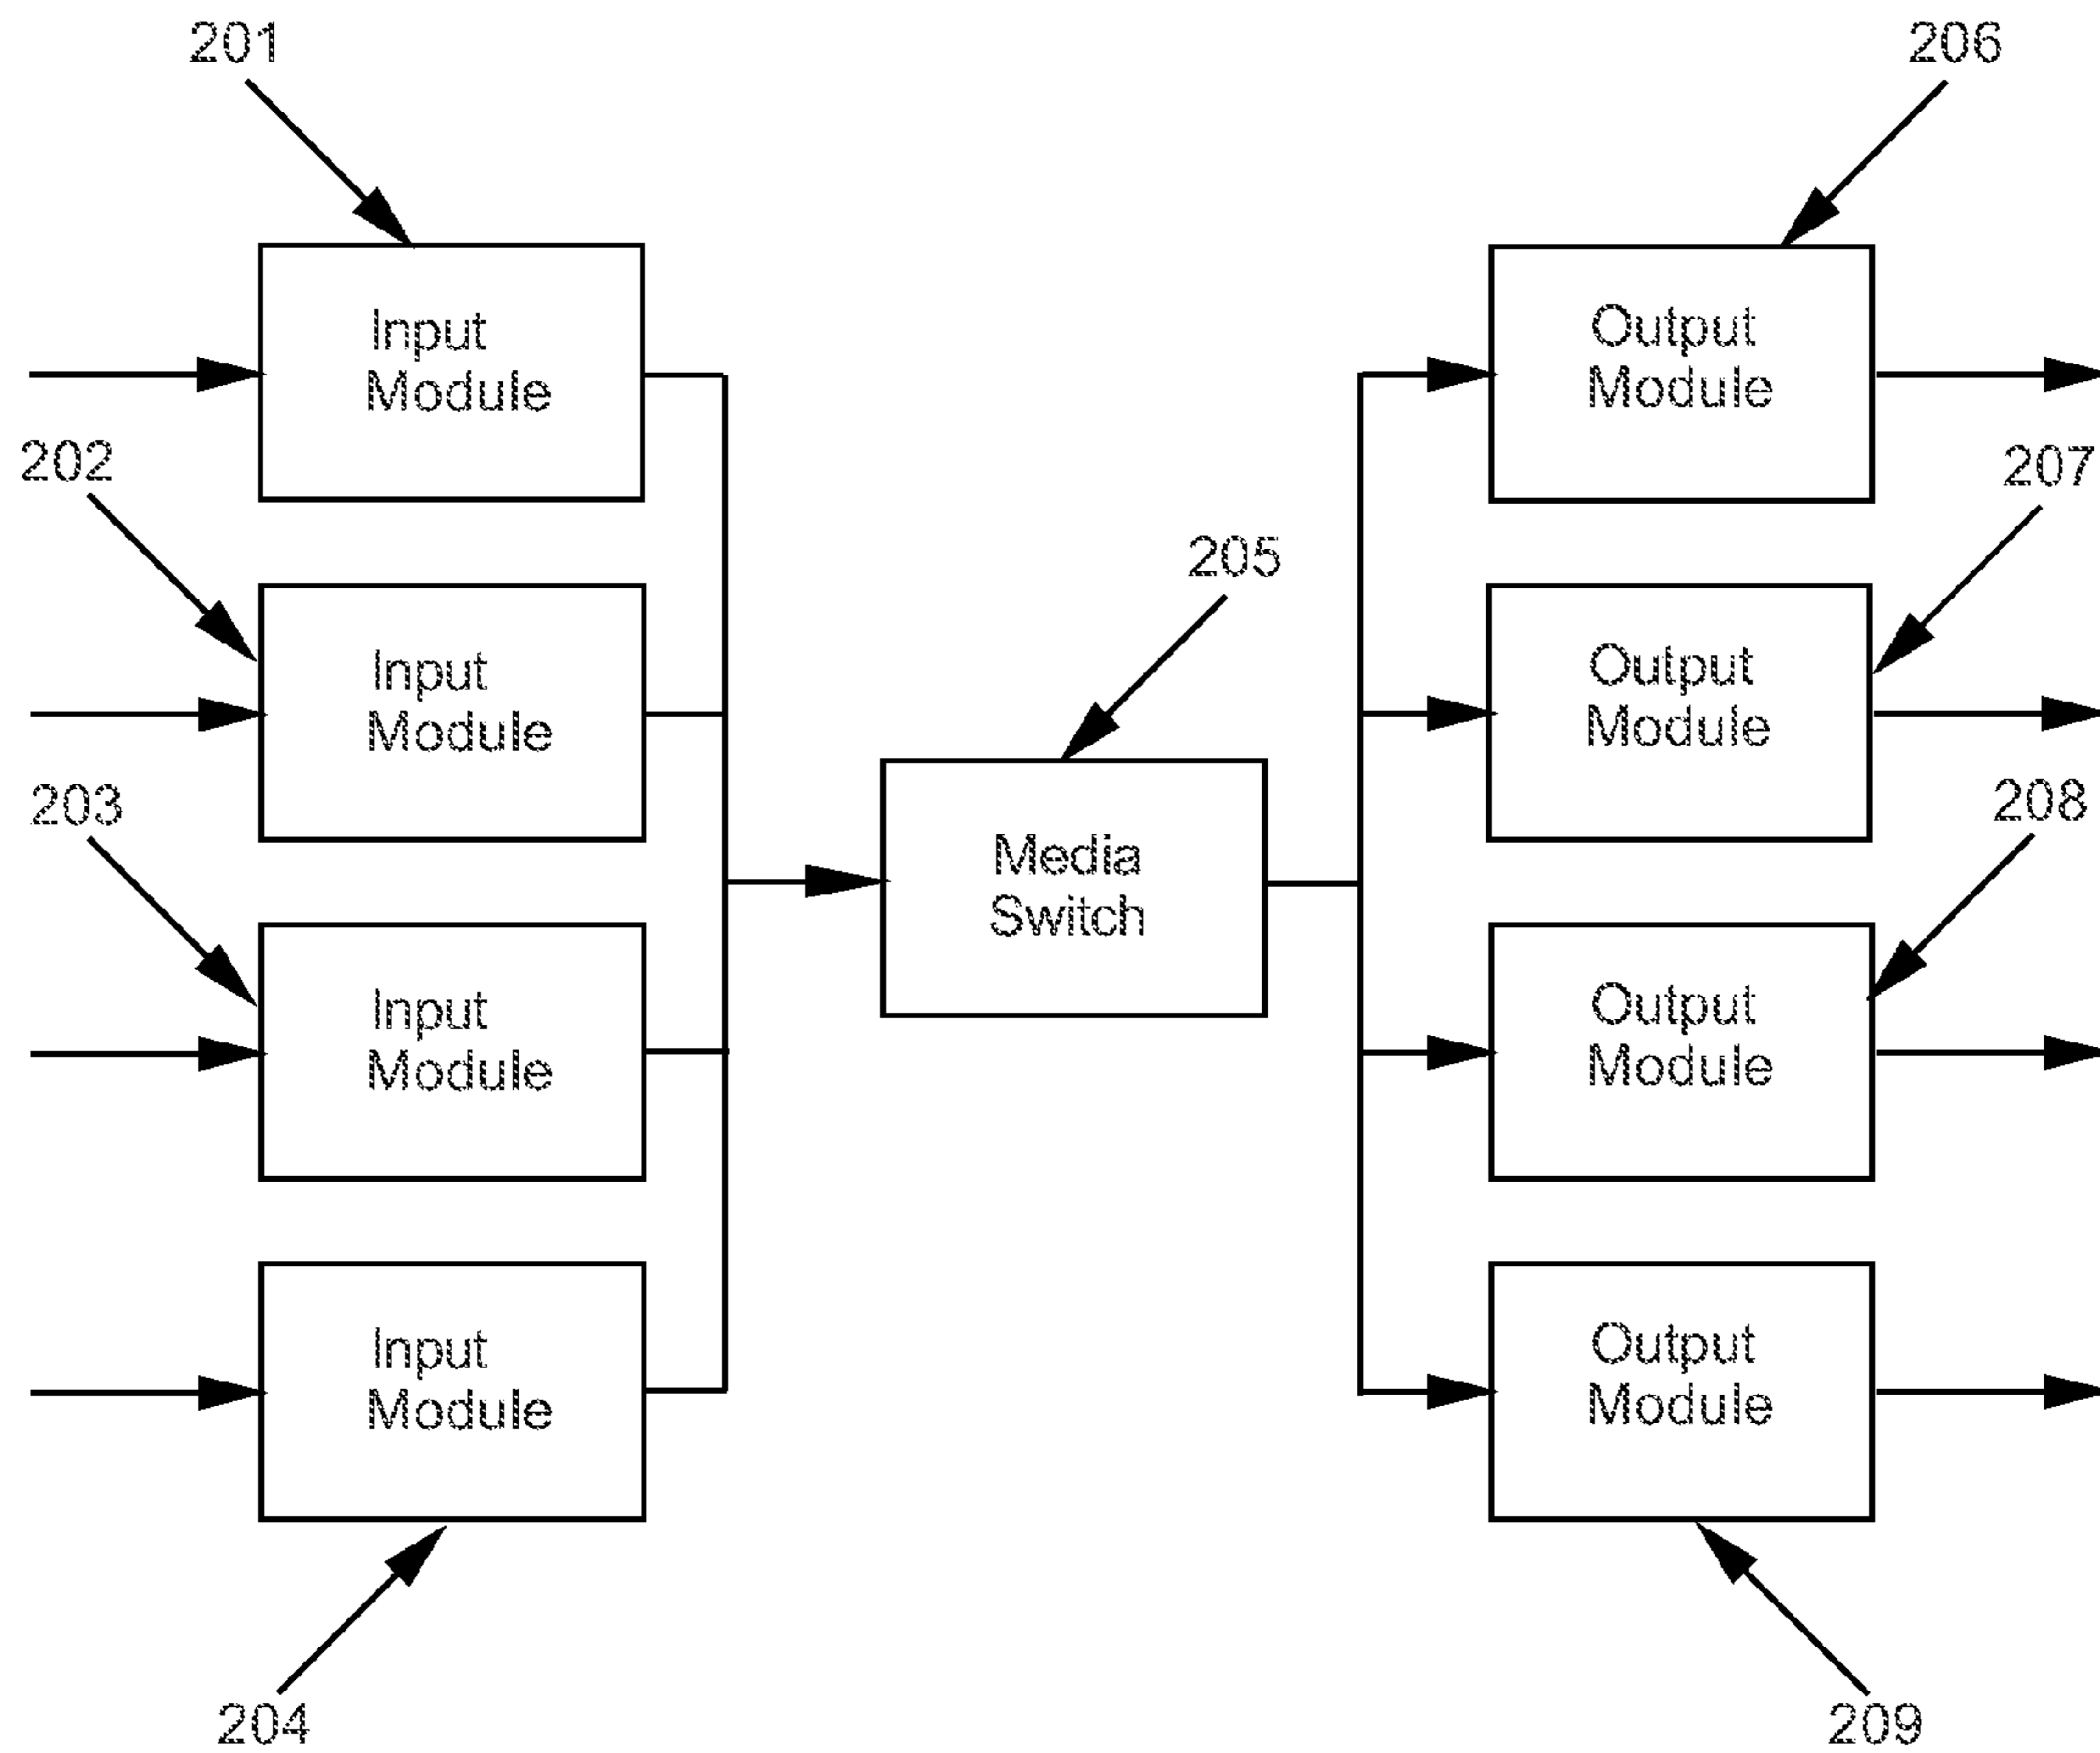 201
206
Input
Module
Output
Module
202
207
205
Input
Module
Output
Module
203
208
Media
Switch
Input
Module
Output
Module
Input
Module
Output
Module
204
209